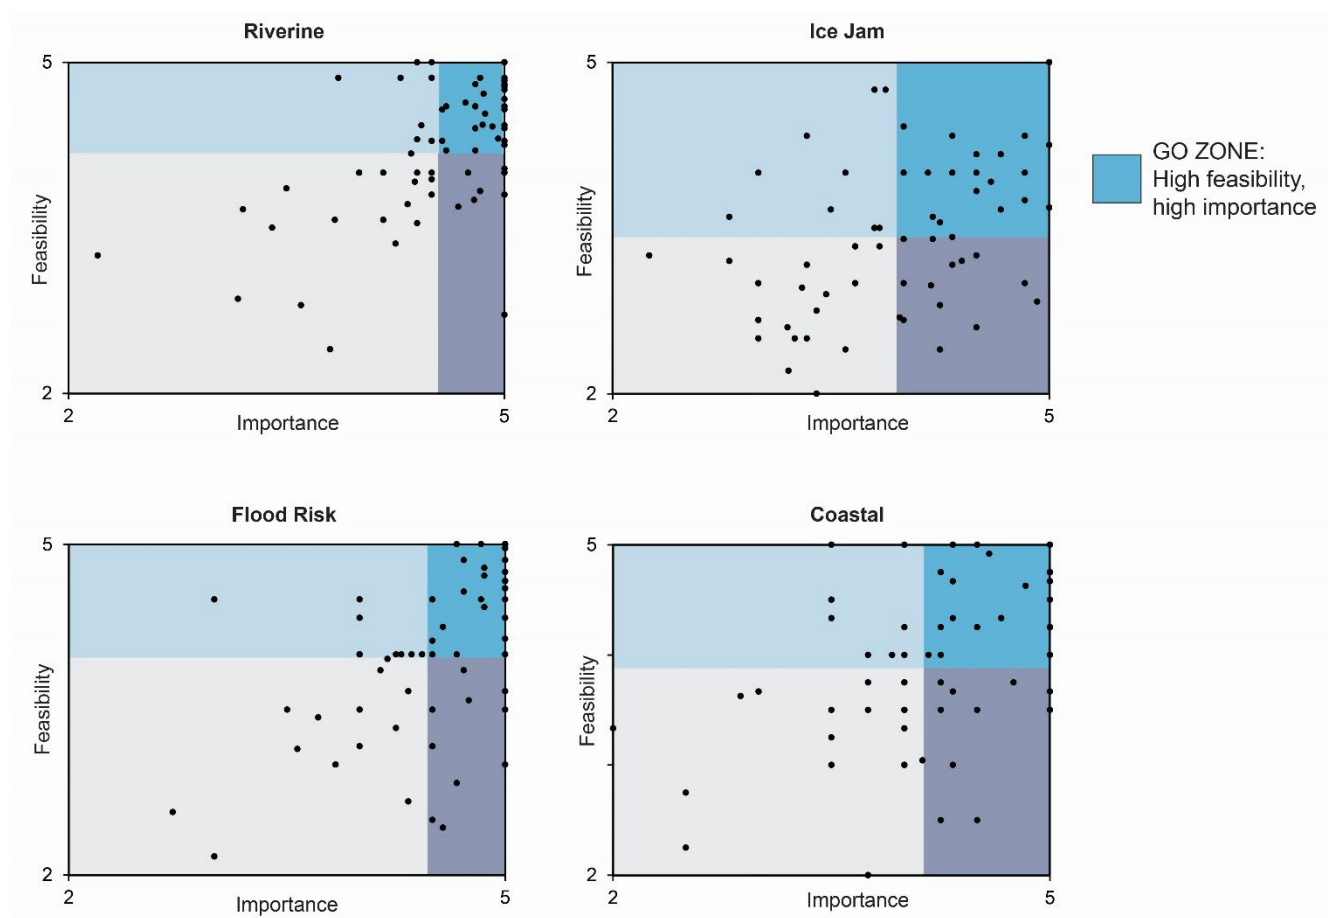 Riverine
5
Feasibility
2
2
Importance
5
Ice Jam
5
Feasibility
2
2
Importance
5
GO ZONE:
High feasibility,
high importance
Flood Risk
5
Feasibility
2
2
Importance
5
Coastal
5
Feasibility
2
2
Importance
5